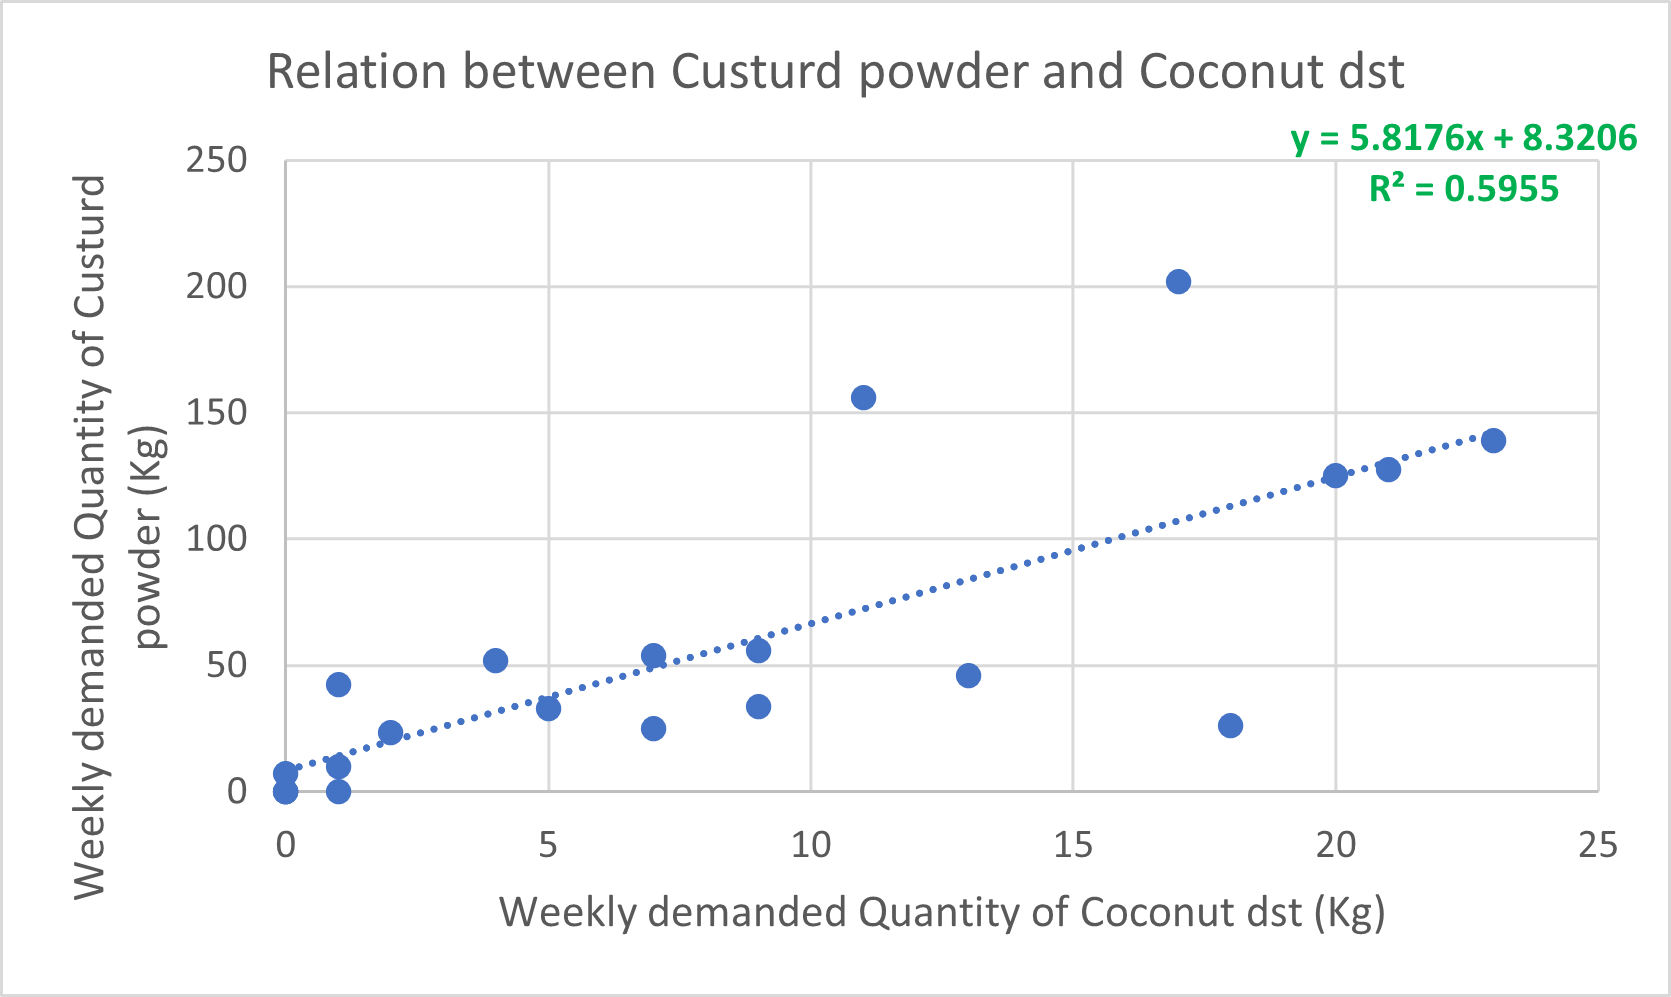 Relation between Custurd powder and Coconut dst
y = 5.8176x + 8.3206
R² = 0.5955
Weekly demanded Quantity of Custurd
powder (Kg)
250
200
150
100
50
0
0 5 10 15 20 25
Weekly demanded Quantity of Coconut dst (Kg)